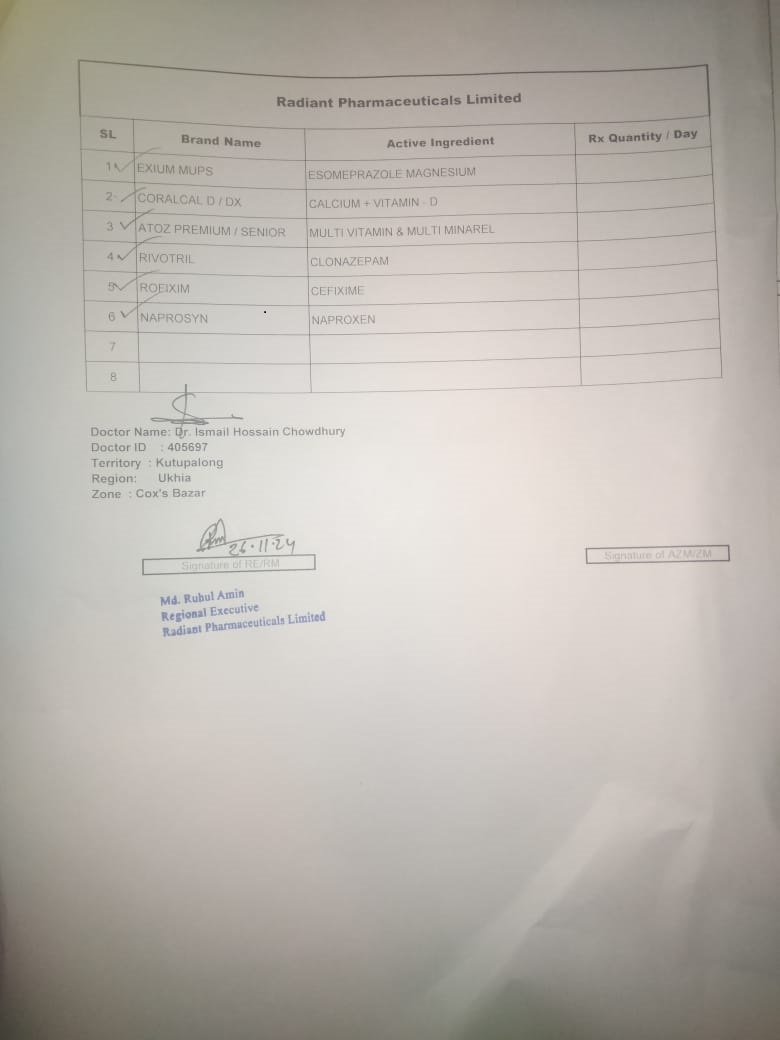 Radiant Pharmaceuticals Limited
SL Brand Name Active Ingredient Rx Quantity / Day
1 EXIUM MUPS ESOMEPRAZOLE MAGNESIUM
2 CORALCAL D / DX CALCIUM + VITAMIN - D
3 ATOZ PREMIUM / SENIOR MULTI VITAMIN & MULTI MINAREL
4 RIVOTRIL CLONAZEPAM
5 ROFIXIM CEFIXIME
6 NAPROSYN NAPROXEN
7
8
Doctor Name: Dr. Ismail Hossain Chowdhury
Doctor ID : 405697
Territory : Kutupalong
Region: Ukhia
Zone : Cox's Bazar
26.11.24
Signature of RE/RM
Signature of AZM/ZM
Md. Ruhul Amin
Regional Executive
Radiant Pharmaceuticals Limited